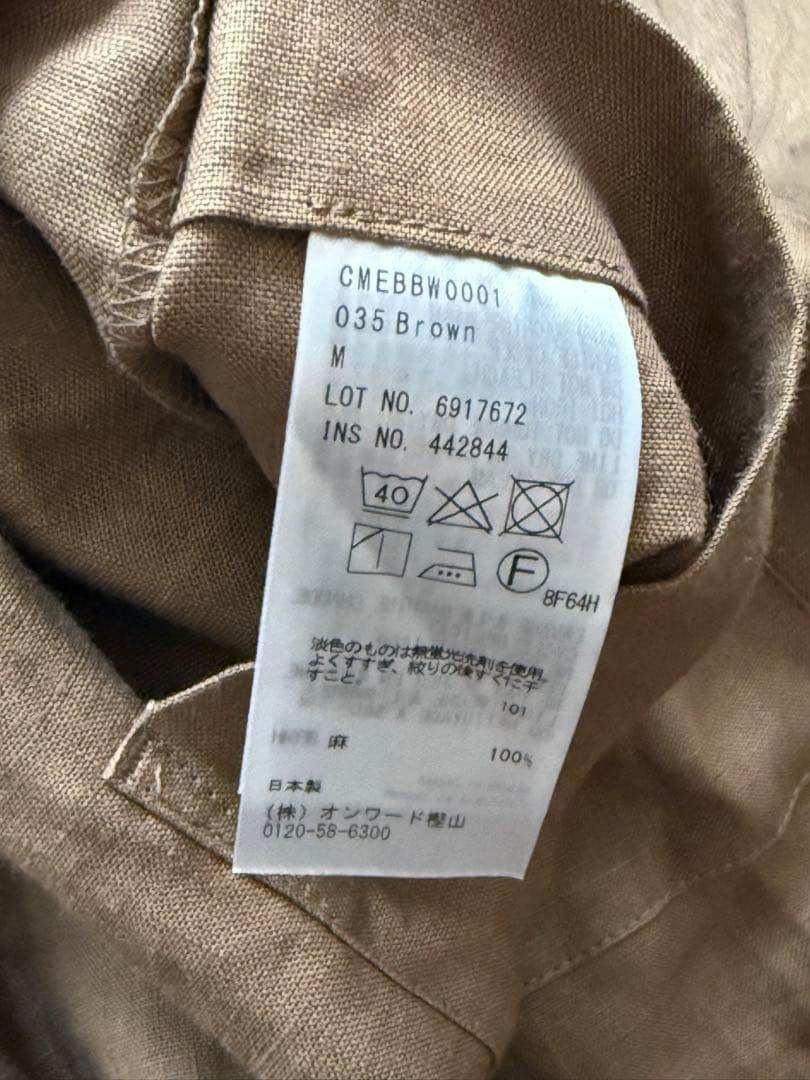 CMEBBW0001
035 Brown
M
LOT NO. 6917672
INS NO. 442844
40
F
8F64H
淡色のものは無蛍光洗剤を使用
よくすすぎ、絞りの後すぐに干
すこと。
101
麻 100%
日本製
(株) オンワード樫山
0120-58-6300